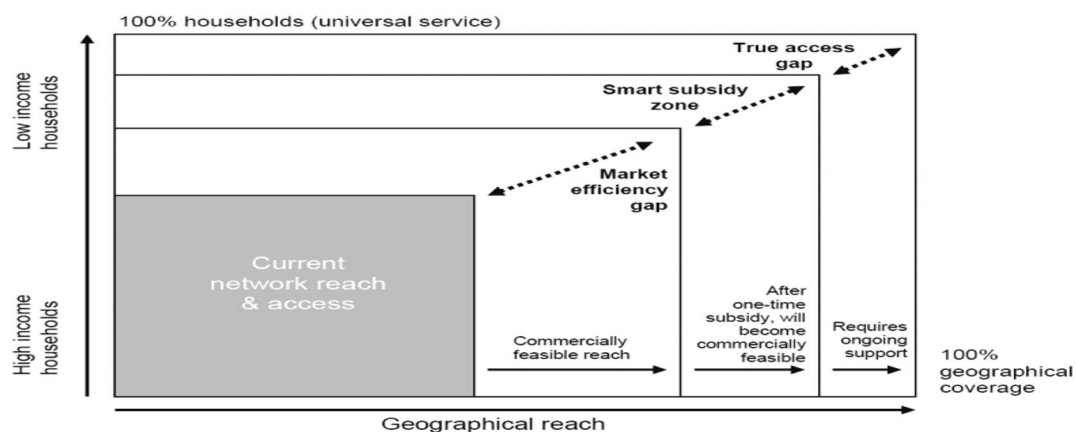 100% households (universal service)
True access
gap
Smart subsidy
zone
Market
efficiency
gap
Low income
households
High income
households
Current
network reach
& access
Commercially
feasible reach
After
one-time
subsidy, will
become
commercially
feasible
Requires
ongoing
support
100%
geographical
coverage
Geographical reach